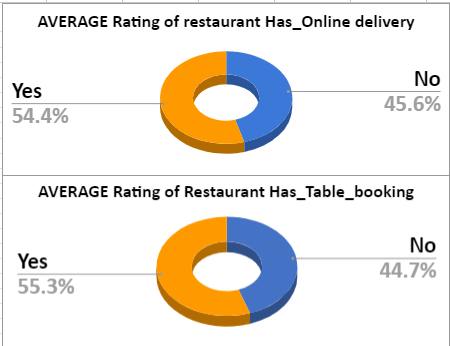 AVERAGE Rating of restaurant Has_Online delivery
Yes
54.4%
No
45.6%
AVERAGE Rating of Restaurant Has_Table_booking
Yes
55.3%
No
44.7%